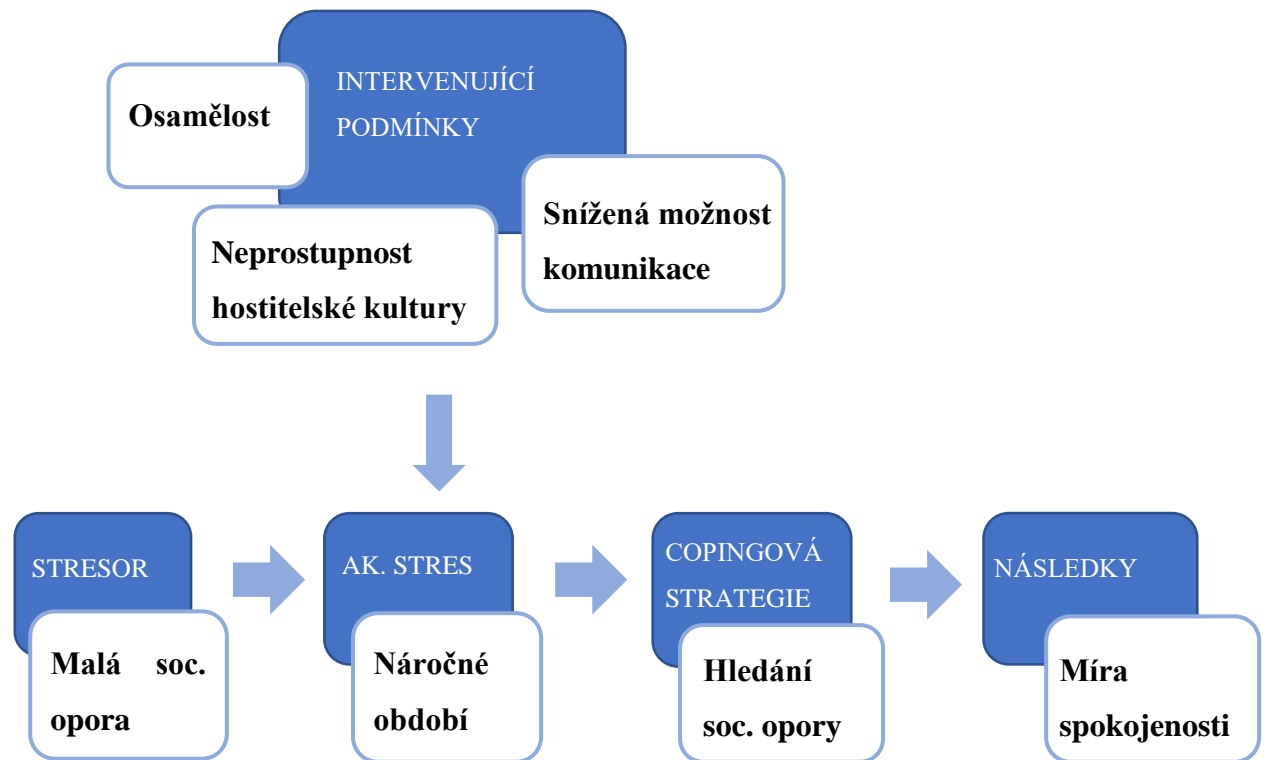 INTERVENUJÍCÍ
PODMÍNKY
Osamělost
Snížená možnost
komunikace
Neprostupnost
hostitelské kultury
STRESOR
Malá soc.
opora
AK. STRES
Náročné
období
COPINGOVÁ
STRATEGIE
Hledání
soc. opory
NÁSLEDKY
Míra
spokojenosti